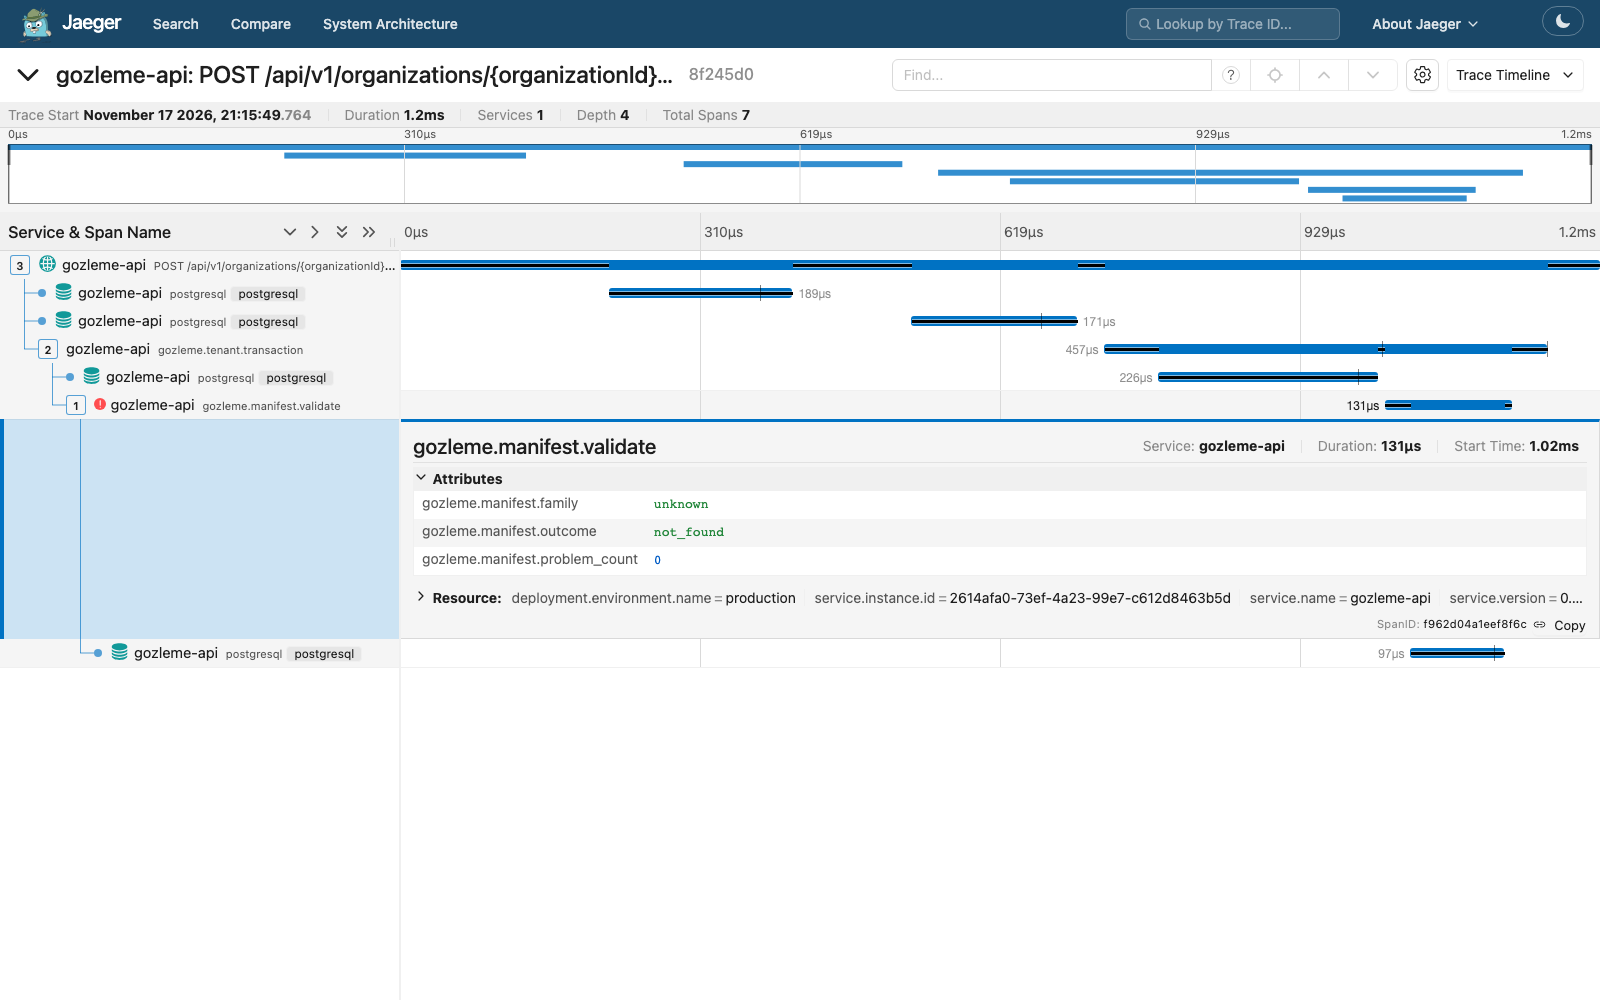 Jaeger Search Compare System Architecture Lookup by Trace ID... About Jaeger
gozleme-api: POST /api/v1/organizations/{organizationId}... 8f245d0 Find... ? Trace Timeline
Trace Start November 17 2026, 21:15:49.764 Duration 1.2ms Services 1 Depth 4 Total Spans 7
0μs 310μs 619μs 929μs 1.2ms
Service & Span Name 0μs 310μs 619μs 929μs 1.2ms
3 gozleme-api POST /api/v1/organizations/{organizationId}...
gozleme-api postgresql postgresql 189μs
gozleme-api postgresql postgresql 171μs
2 gozleme-api gozleme.tenant.transaction 457μs
gozleme-api postgresql postgresql 226μs
1 gozleme-api gozleme.manifest.validate 131μs
gozleme.manifest.validate Service: gozleme-api Duration: 131μs Start Time: 1.02ms
Attributes
gozleme.manifest.family unknown
gozleme.manifest.outcome not_found
gozleme.manifest.problem_count 0
Resource: deployment.environment.name = production service.instance.id = 2614afa0-73ef-4a23-99e7-c612d8463b5d service.name = gozleme-api service.version = 0....
SpanID: f962d04a1eef8f6c Copy
gozleme-api postgresql postgresql 97μs